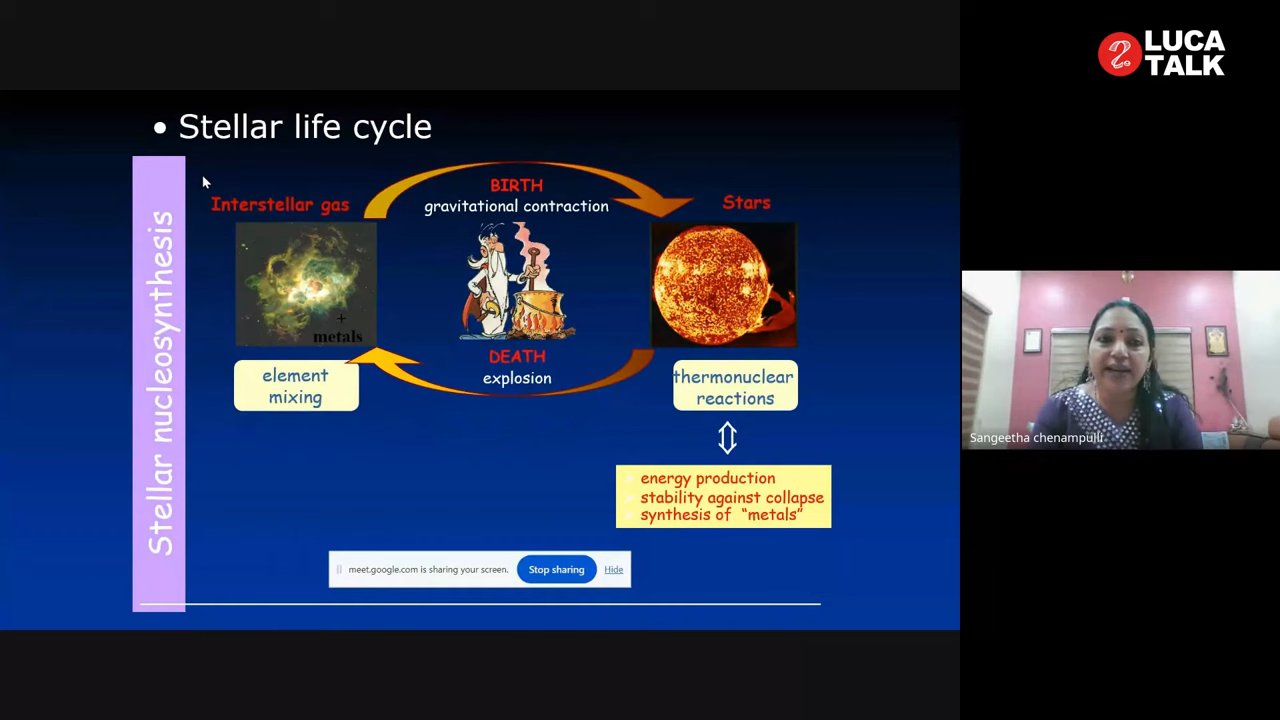 LUCA
TALK
• Stellar life cycle
Stellar nucleosynthesis
Interstellar gas
BIRTH
gravitational contraction
Stars
+
metals
DEATH
explosion
element
mixing
thermonuclear
reactions
energy production
stability against collapse
synthesis of "metals"
meet.google.com is sharing your screen.
Stop sharing
Hide
Sangeetha chenampulli